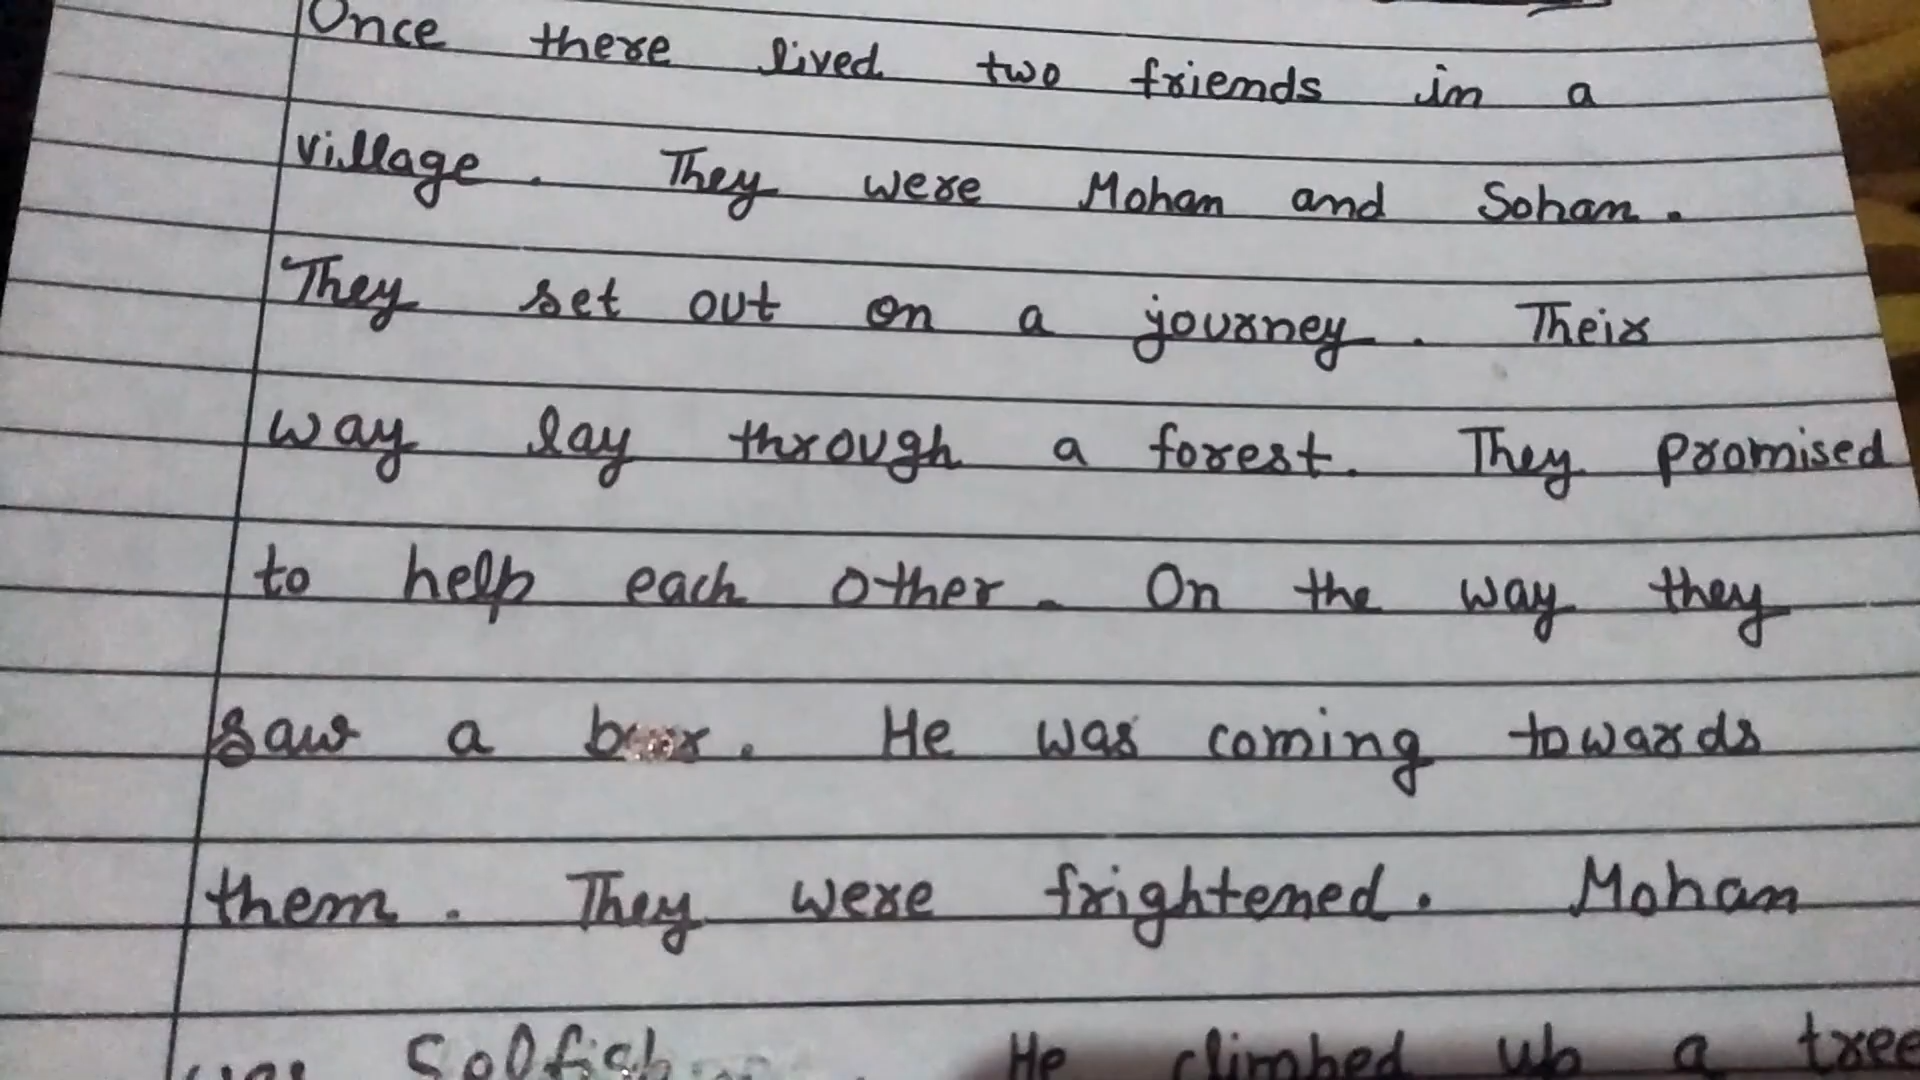 Once there lived two friends in a
village. They were Mohan and Sohan.
They set out on a journey. Their
way lay through a forest. They promised
to help each other. On the way they
saw a. He was coming towards
them. They were frightened. Mohan
was Selfish. He climbed up a tree